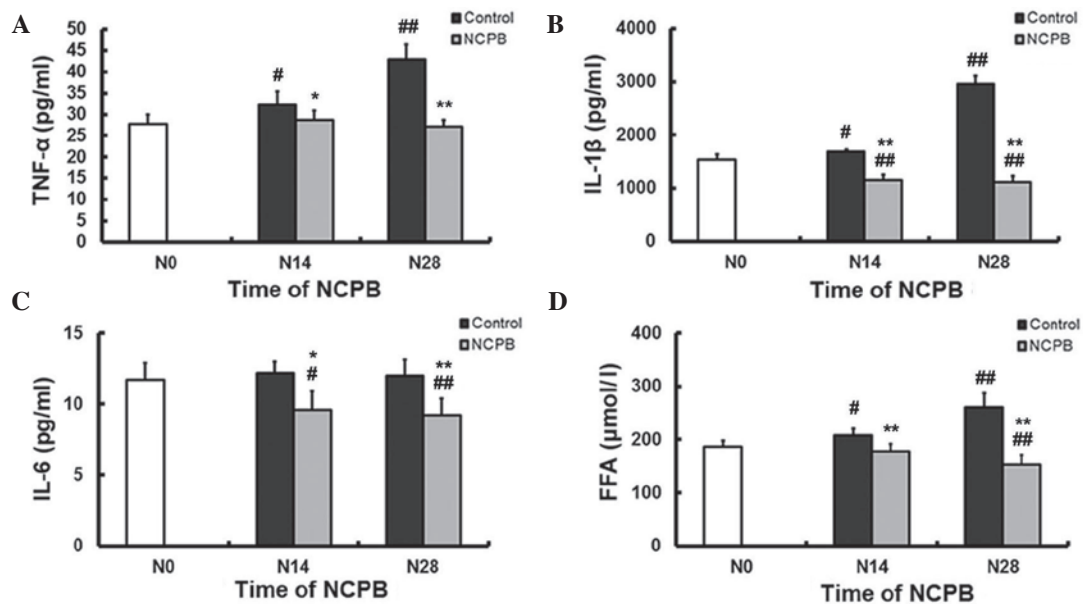 A
TNF-α (pg/ml)
50
45
40
35
30
25
20
15
10
5
0
#
*
##
**
Control
NCPB
N0
N14
N28
Time of NCPB
B
IL-1β (pg/ml)
4000
3000
2000
1000
0
#
**
##
##
**
##
Control
NCPB
N0
N14
N28
Time of NCPB
C
IL-6 (pg/ml)
15
10
5
0
*
#
**
##
Control
NCPB
N0
N14
N28
Time of NCPB
D
FFA (μmol/l)
400
300
200
100
0
#
**
##
**
##
Control
NCPB
N0
N14
N28
Time of NCPB